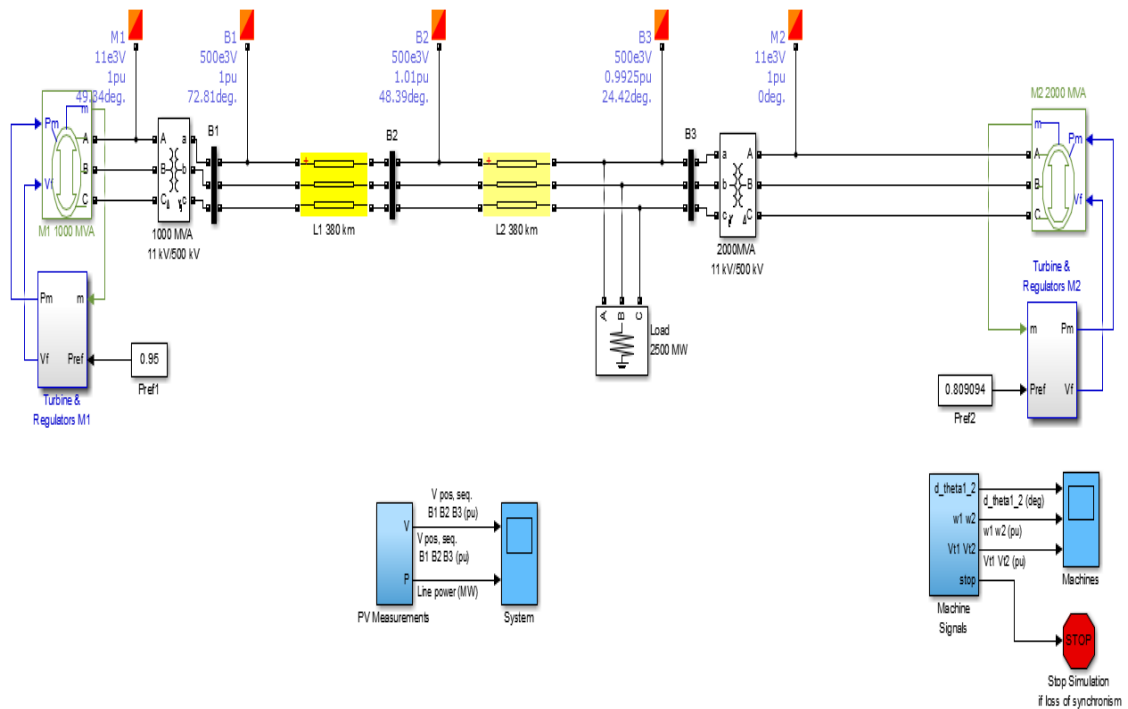 M1
11e3V
1pu
49.34deg.
B1
500e3V
1pu
72.81deg.
B2
500e3V
1.01pu
48.39deg.
B3
500e3V
0.9925pu
24.42deg.
M2
11e3V
1pu
0deg.
M2 2000 MVA
Pm
Vf
m
A
B
C
M1 1000 MVA
A
B
C
a
b
c
1000 MVA
11 kV/500 kV
B1
L1 380 km
B2
L2 380 km
B3
a
b
c
A
B
C
2000MVA
11 kV/500 kV
m
A
B
C
Pm
Vf
A
B
C
Load
2500 MW
Pm
m
Vf
Pref
Turbine &
Regulators M1
0.95
Pref1
Turbine &
Regulators M2
m
Pm
Pref
Vf
0.809094
Pref2
V
P
PV Measurements
V pos, seq.
B1 B2 B3 (pu)
V pos, seq.
B1 B2 B3 (pu)
Line power (MW)
System
d_theta1_2
w1 w2
Vt1 Vt2
stop
Machine
Signals
d_theta1_2 (deg)
w1 w2 (pu)
Vt1 Vt2 (pu)
Machines
STOP
Stop Simulation
if loss of synchronism